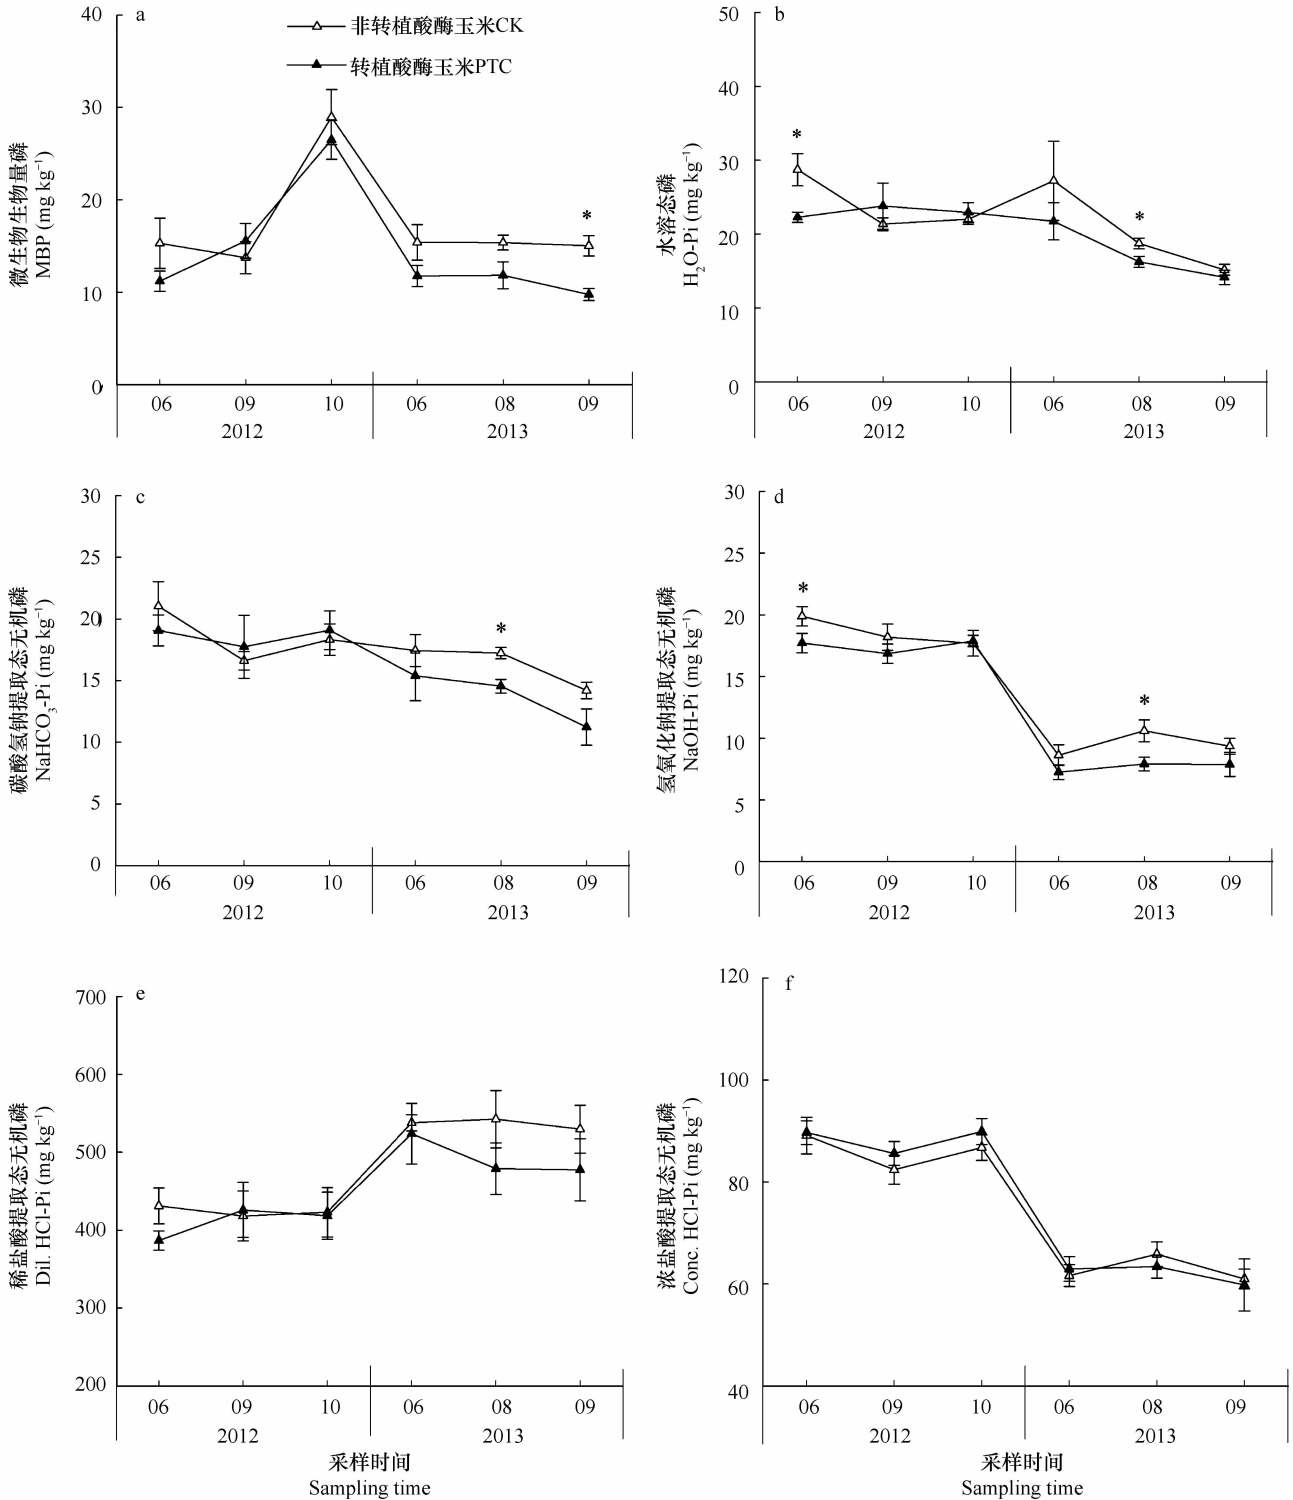 a
非转植酸酶玉米CK
转植酸酶玉米PTC
40
30
20
10
0
微生物生物量磷
MBP (mg kg⁻¹)
*
06 09 10 06 08 09
2012 2013
b
50
40
30
20
10
0
水溶态磷
H₂O-Pi (mg kg⁻¹)
*
*
06 09 10 06 08 09
2012 2013
c
30
25
20
15
10
5
0
碳酸氢钠提取态无机磷
NaHCO₃-Pi (mg kg⁻¹)
*
06 09 10 06 08 09
2012 2013
d
30
25
20
15
10
5
0
氢氧化钠提取态无机磷
NaOH-Pi (mg kg⁻¹)
*
*
06 09 10 06 08 09
2012 2013
e
700
600
500
400
300
200
稀盐酸提取态无机磷
Dil. HCl-Pi (mg kg⁻¹)
06 09 10 06 08 09
2012 2013
采样时间
Sampling time
f
120
100
80
60
40
浓盐酸提取态无机磷
Conc. HCl-Pi (mg kg⁻¹)
06 09 10 06 08 09
2012 2013
采样时间
Sampling time